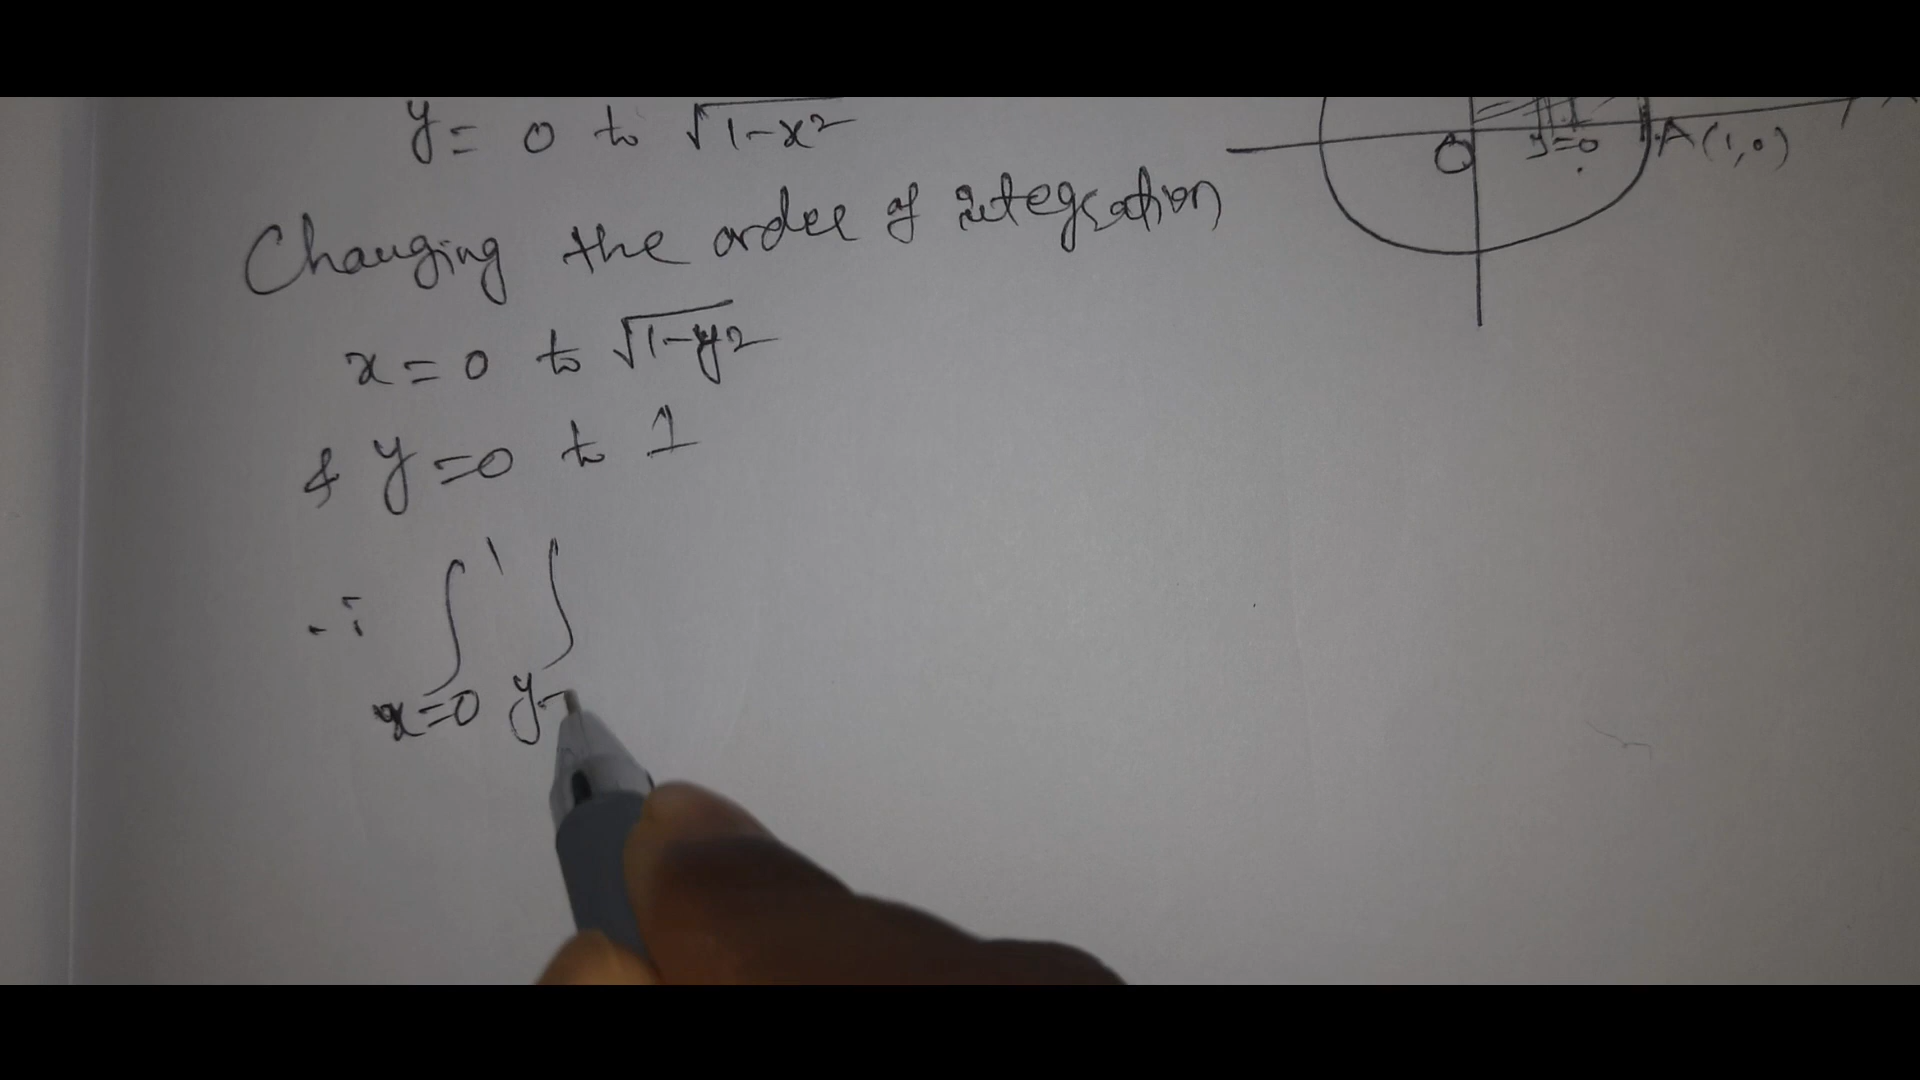 y = 0 to √1-x²
O y=0 A(1,0)
Changing the order of integration
x = 0 to √1-y²
& y = 0 to 1
∴ ∫¹ ∫
x=0 y=